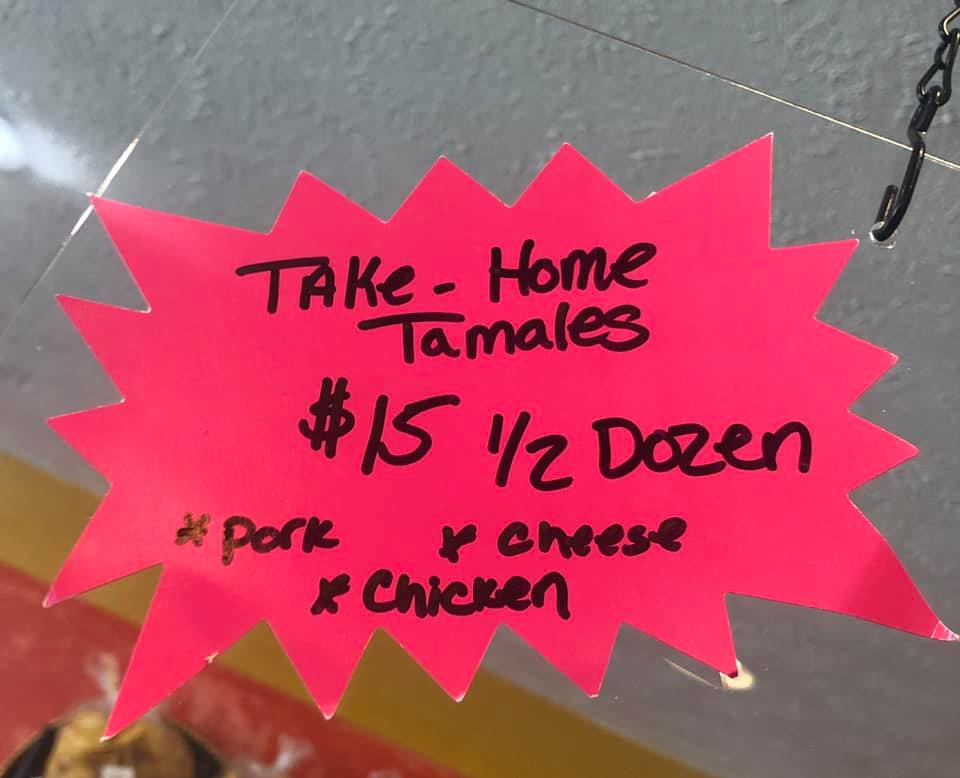 TAKe - Home
Tamales
$15 1/2 Dozen
* Pork * Cheese
* Chicken